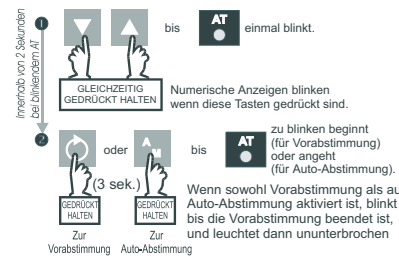 1
bis
AT
einmal blinkt.
Innerhalb von 2 Sekunden
bei blinkendem AT
GLEICHZEITIG
GEDRÜCKT HALTEN
Numerische Anzeigen blinken
wenn diese Tasten gedrückt sind.
2
oder
A
M
bis
AT
zu blinken beginnt
(für Vorabstimmung)
oder angeht
(für Auto-Abstimmung).
(3 sek.)
GEDRÜCKT
HALTEN
GEDRÜCKT
HALTEN
Zur
Vorabstimmung
Zur
Auto-Abstimmung
Wenn sowohl Vorabstimmung als au
Auto-Abstimmung aktiviert ist, blinkt
bis die Vorabstimmung beendet ist,
und leuchtet dann ununterbrochen